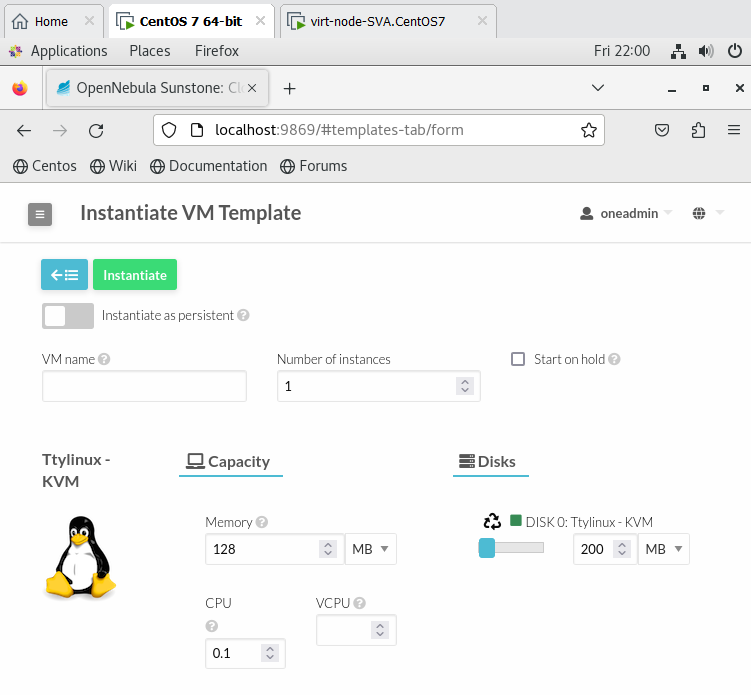 Home
CentOS 7 64-bit
virt-node-SVA.CentOS7
Applications Places Firefox Fri 22:00
OpenNebula Sunstone: Cl
localhost:9869/#templates-tab/form
Centos Wiki Documentation Forums
Instantiate VM Template
oneadmin
Instantiate
Instantiate as persistent ?
VM name ?
Number of instances
1
Start on hold ?
Ttylinux -
KVM
Capacity
Memory ?
128 MB
CPU
?
0.1
VCPU ?
Disks
DISK 0: Ttylinux - KVM
200 MB